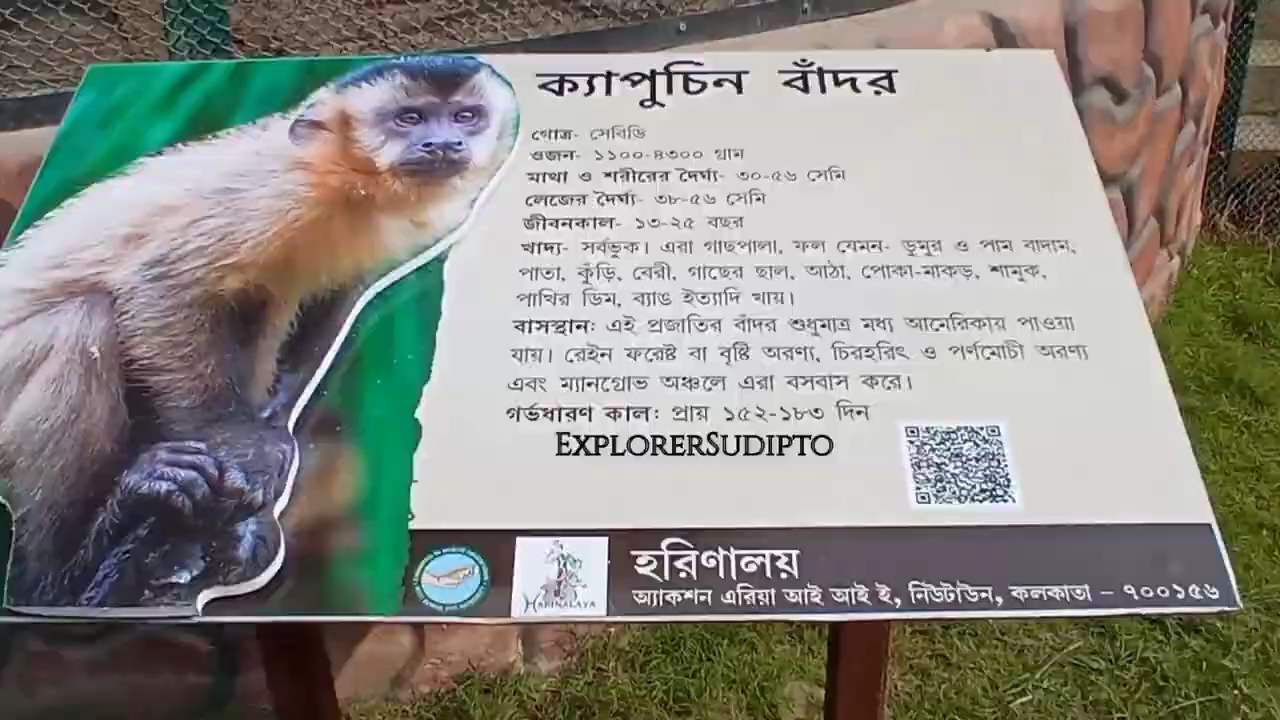 ক্যাপুচিন বাঁদর
গোত্র- সেবিডি
ওজন- ১১০০-৪৩০০ গ্রাম
মাথা ও শরীরের দৈর্ঘ্য- ৩০-৫৬ সেমি
লেজের দৈর্ঘ্য- ৩৮-৫৬ সেমি
জীবনকাল- ১৩-২৫ বছর
খাদ্য- সর্বভুক। এরা গাছপালা, ফল যেমন- ডুমুর ও পাম বাদাম,
পাতা, কুঁড়ি, বেরী, গাছের ছাল, আঠা, পোকা-মাকড়, শামুক,
পাখির ডিম, ব্যাঙ ইত্যাদি খায়।
বাসস্থান: এই প্রজাতির বাঁদর শুধুমাত্র মধ্য আমেরিকায় পাওয়া
যায়। রেইন ফরেষ্ট বা বৃষ্টি অরণ্য, চিরহরিৎ ও পর্ণমোচী অরণ্য
এবং ম্যানগ্রোভ অঞ্চলে এরা বসবাস করে।
গর্ভধারণ কাল: প্রায় ১৫২-১৮৩ দিন
EXPLORERSUDIPTO
HARINALAYA
হরিণালয়
অ্যাকশন এরিয়া আই আই ই, নিউটাউন, কলকাতা – ৭০০১৫৬